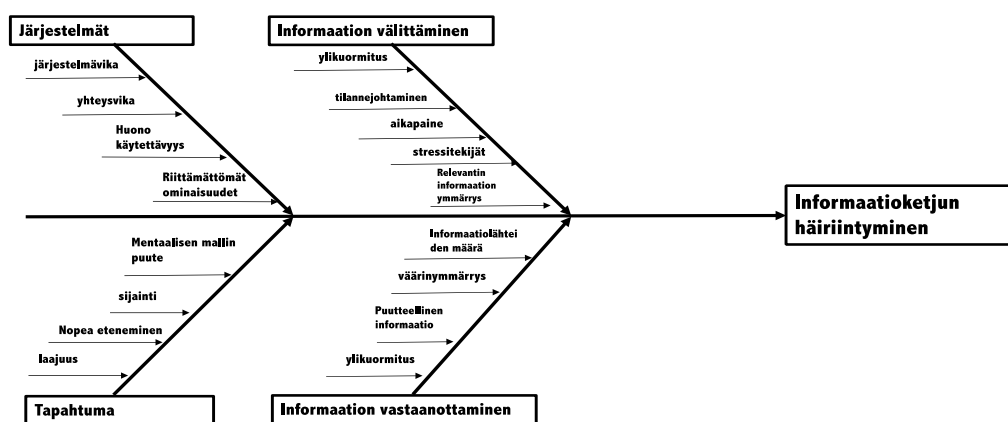 Järjestelmät
järjestelmävika
yhteysvika
Huono
käytettävyys
Riittämättömät
ominaisuudet
Informaation välittäminen
ylikuormitus
tilannejohtaminen
aikapaine
stressitekijät
Relevantin
informaation
ymmärrys
Informaatioketjun
häiriintyminen
Mentaalisen mallin
puute
sijainti
Nopea eteneminen
laajuus
Tapahtuma
Informaatiolähtei
den määrä
väärinymmärrys
Puutteellinen
informaatio
ylikuormitus
Informaation vastaanottaminen